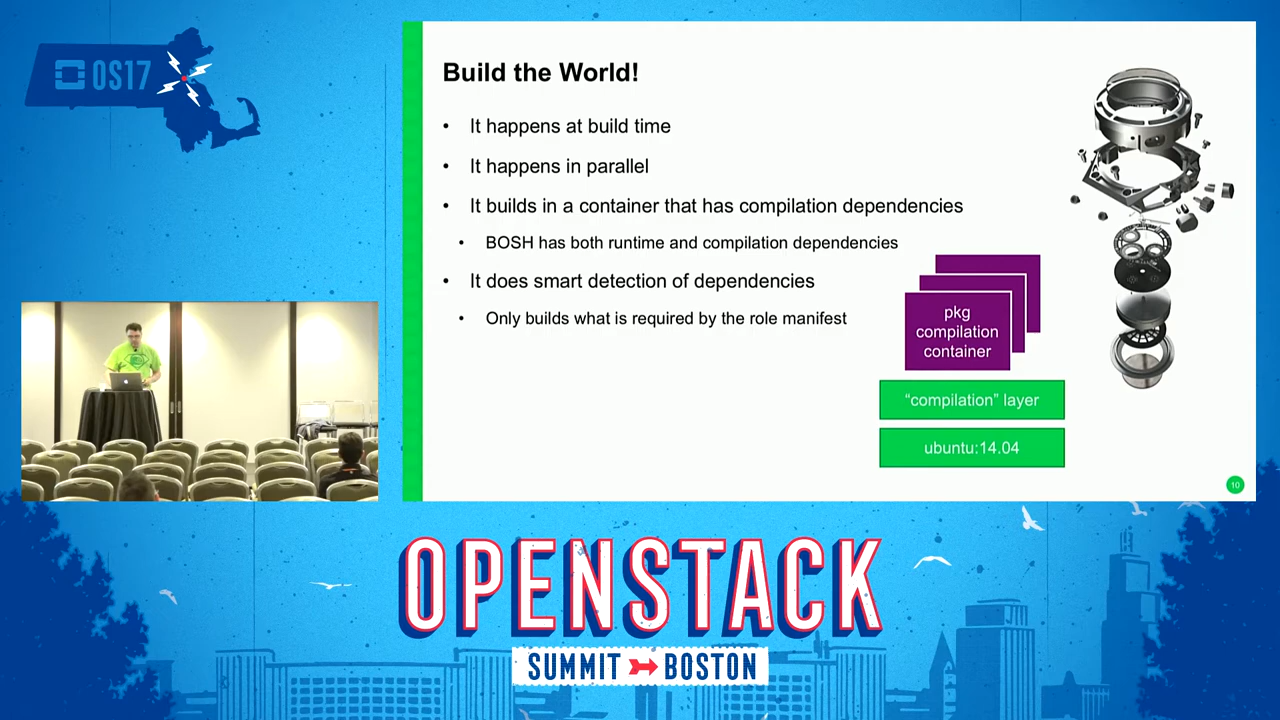 OS17
Build the World!
• It happens at build time
• It happens in parallel
• It builds in a container that has compilation dependencies
• BOSH has both runtime and compilation dependencies
• It does smart detection of dependencies
• Only builds what is required by the role manifest
pkg
compilation
container
“compilation” layer
ubuntu:14.04
10
OPENSTACK
SUMMIT BOSTON